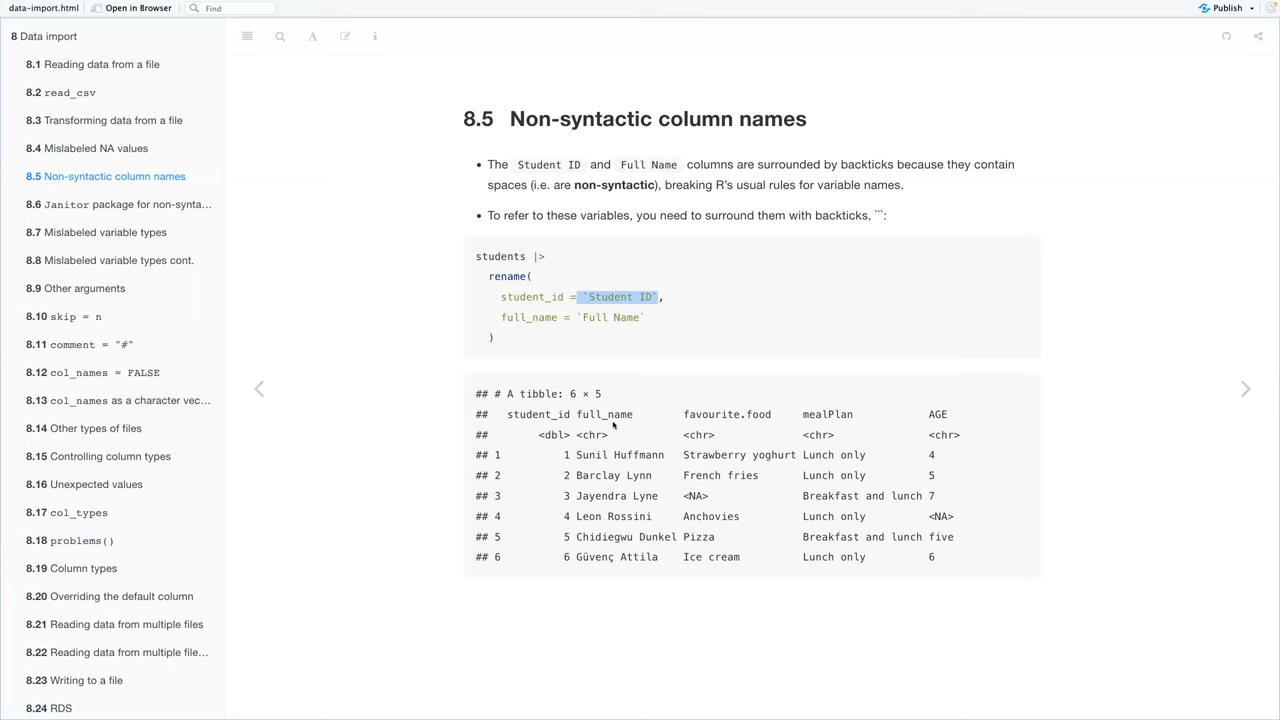 data-import.html Open in Browser Find Publish
8 Data import
8.1 Reading data from a file
8.2 read_csv
8.3 Transforming data from a file
8.4 Mislabeled NA values
8.5 Non-syntactic column names
8.6 Janitor package for non-synta...
8.7 Mislabeled variable types
8.8 Mislabeled variable types cont.
8.9 Other arguments
8.10 skip = n
8.11 comment = "#"
8.12 col_names = FALSE
8.13 col_names as a character vec...
8.14 Other types of files
8.15 Controlling column types
8.16 Unexpected values
8.17 col_types
8.18 problems()
8.19 Column types
8.20 Overriding the default column
8.21 Reading data from multiple files
8.22 Reading data from multiple file...
8.23 Writing to a file
8.24 RDS
A i
8.5 Non-syntactic column names
• The Student ID and Full Name columns are surrounded by backticks because they contain
spaces (i.e. are non-syntactic), breaking R's usual rules for variable names.
• To refer to these variables, you need to surround them with backticks, ```:
students |>
rename(
student_id = `Student ID`,
full_name = `Full Name`
)
## # A tibble: 6 × 5
## student_id full_name favourite.food mealPlan AGE
## <dbl> <chr> <chr> <chr> <chr>
## 1 1 Sunil Huffmann Strawberry yoghurt Lunch only 4
## 2 2 Barclay Lynn French fries Lunch only 5
## 3 3 Jayendra Lyne <NA> Breakfast and lunch 7
## 4 4 Leon Rossini Anchovies Lunch only <NA>
## 5 5 Chidiegwu Dunkel Pizza Breakfast and lunch five
## 6 6 Güvenç Attila Ice cream Lunch only 6